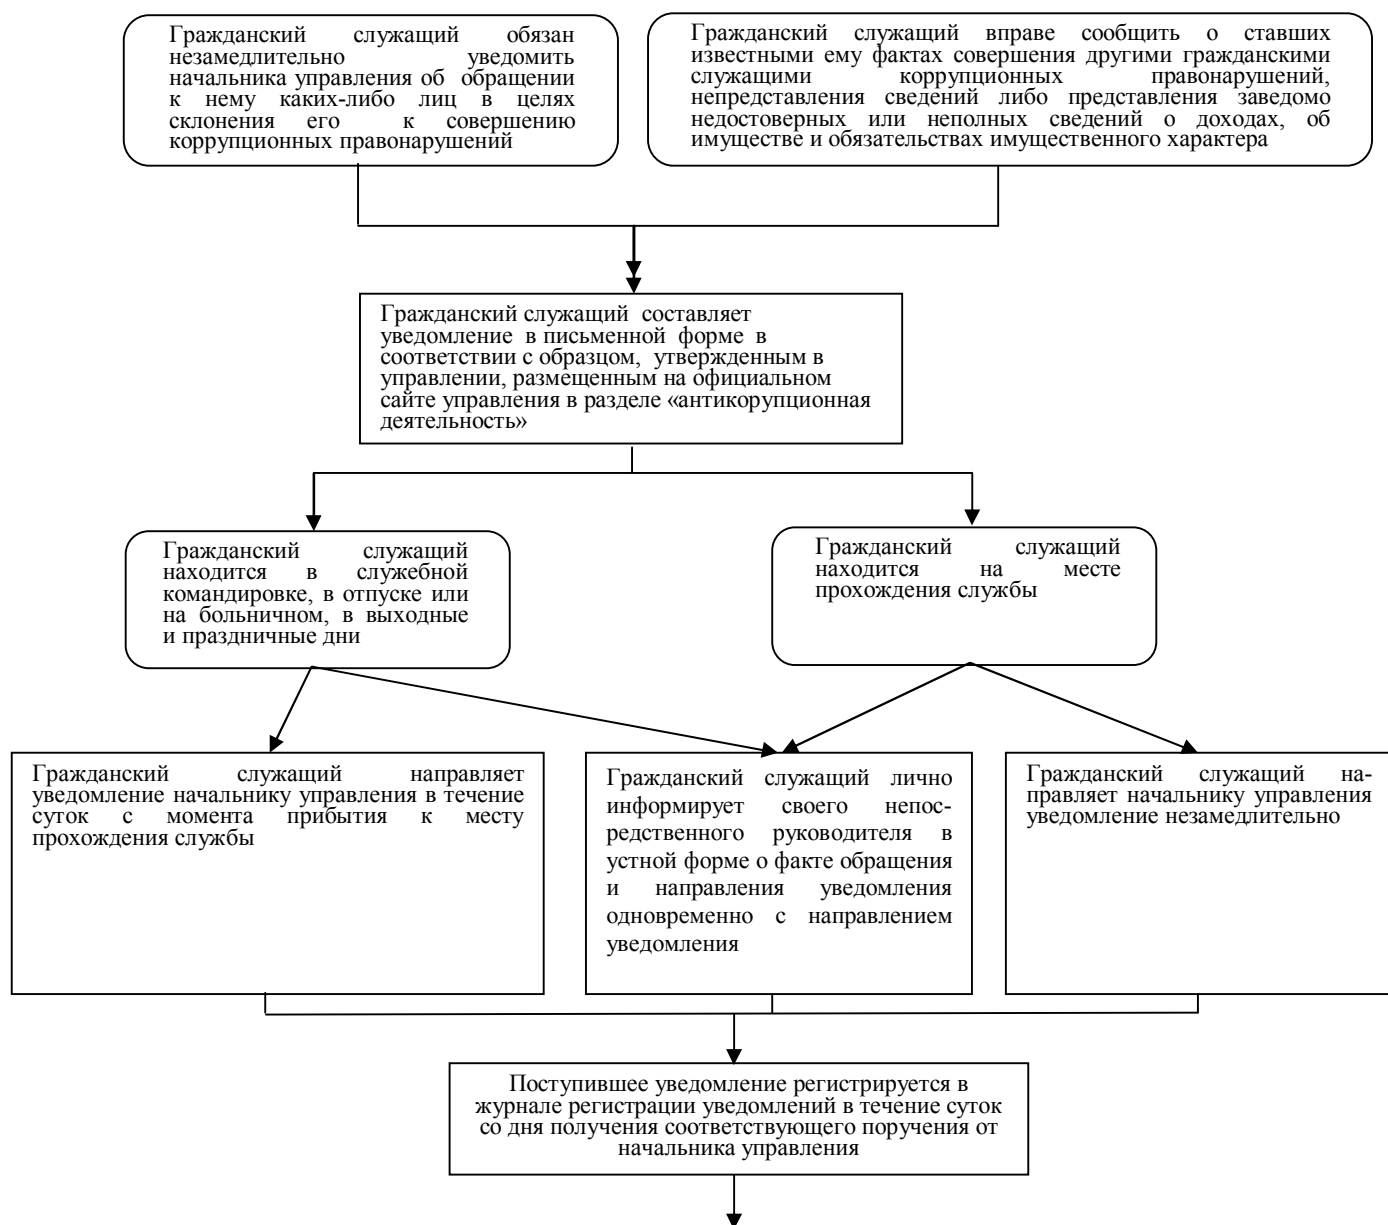 Гражданский служащий обязан
незамедлительно уведомить
начальника управления об обращении
к нему каких-либо лиц в целях
склонения его к совершению
коррупционных правонарушений
Гражданский служащий вправе сообщить о ставших
известными ему фактах совершения другими гражданскими
служащими коррупционных правонарушений,
непредставления сведений либо представления заведомо
недостоверных или неполных сведений о доходах, об
имуществе и обязательствах имущественного характера
Гражданский служащий составляет
уведомление в письменной форме в
соответствии с образцом, утвержденным в
управлении, размещенным на официальном
сайте управления в разделе «антикорупционная
деятельность»
Гражданский служащий
находится в служебной
командировке, в отпуске или
на больничном, в выходные
и праздничные дни
Гражданский служащий
находится на месте
прохождения службы
Гражданский служащий направляет
уведомление начальнику управления в течение
суток с момента прибытия к месту
прохождения службы
Гражданский служащий лично
информирует своего непос-
редственного руководителя в
устной форме о факте обращения
и направления уведомления
одновременно с направлением
уведомления
Гражданский служащий на-
правляет начальнику управления
уведомление незамедлительно
Поступившее уведомление регистрируется в
журнале регистрации уведомлений в течение суток
со дня получения соответствующего поручения от
начальника управления